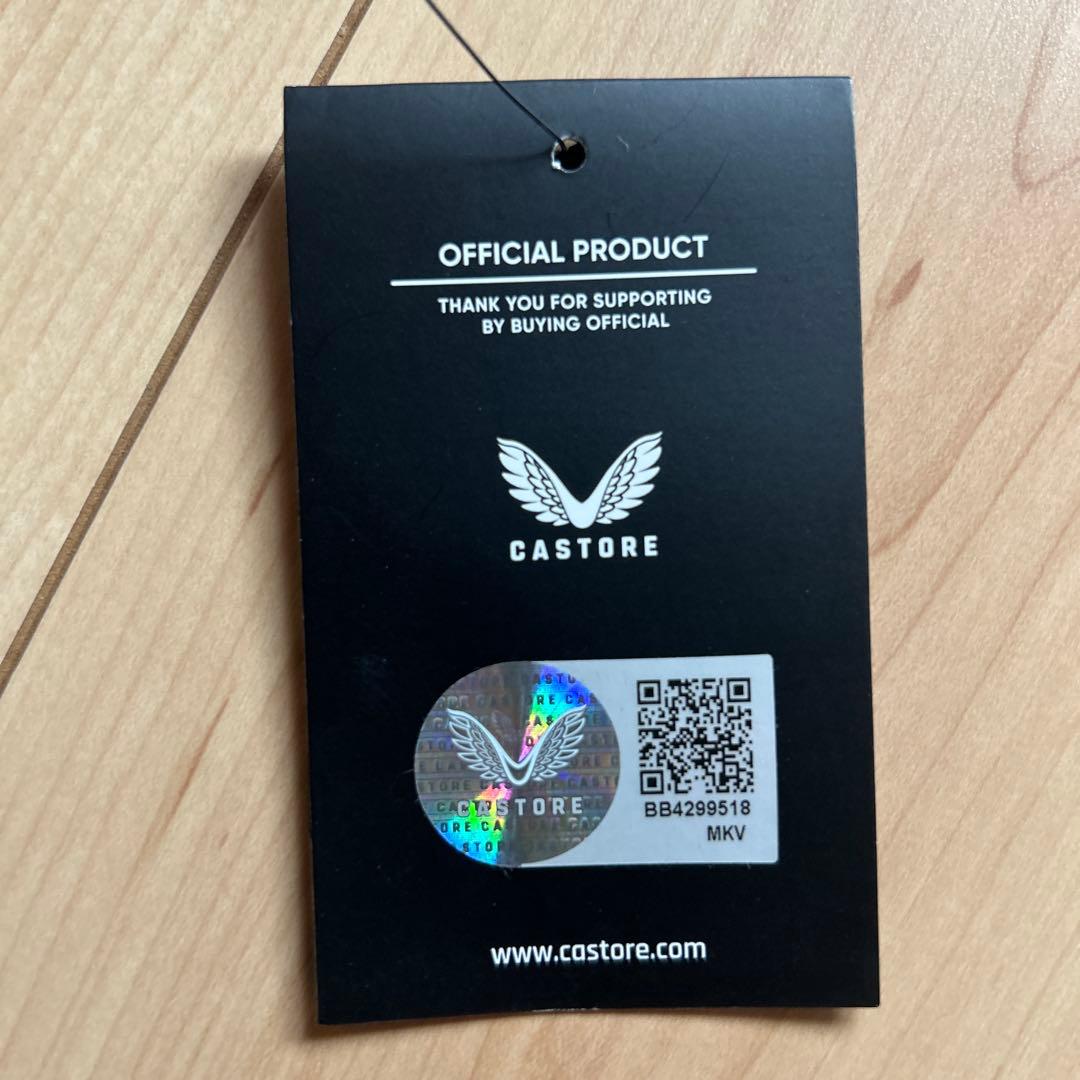 OFFICIAL PRODUCT
THANK YOU FOR SUPPORTING
BY BUYING OFFICIAL
CASTORE
CASTORE
BB4299518
MKV
www.castore.com